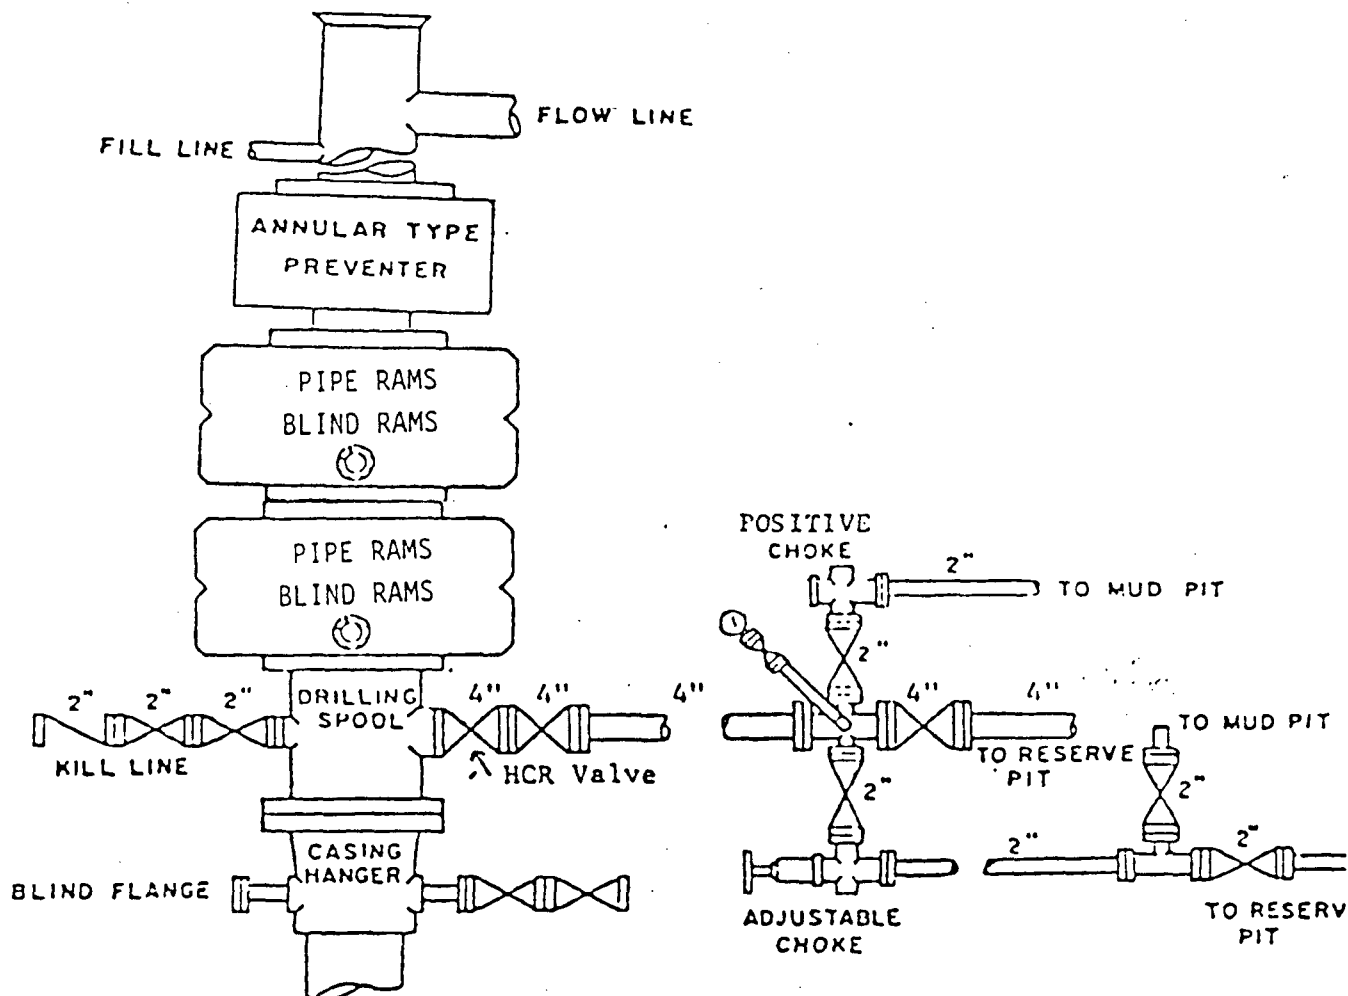 FLOW LINE
FILL LINE
ANNULAR TYPE
PREVENTER
PIPE RAMS
BLIND RAMS
PIPE RAMS
BLIND RAMS
POSITIVE
CHOKE
2"
TO MUD PIT
2"
2" 2" 2"
DRILLING
SPOOL
4" 4" 4"
4" 4"
KILL LINE
HCR Valve
TO RESERVE
PIT
TO MUD PIT
2"
2"
CASING
HANGER
BLIND FLANGE
2"
2"
ADJUSTABLE
CHOKE
TO RESERV
PIT